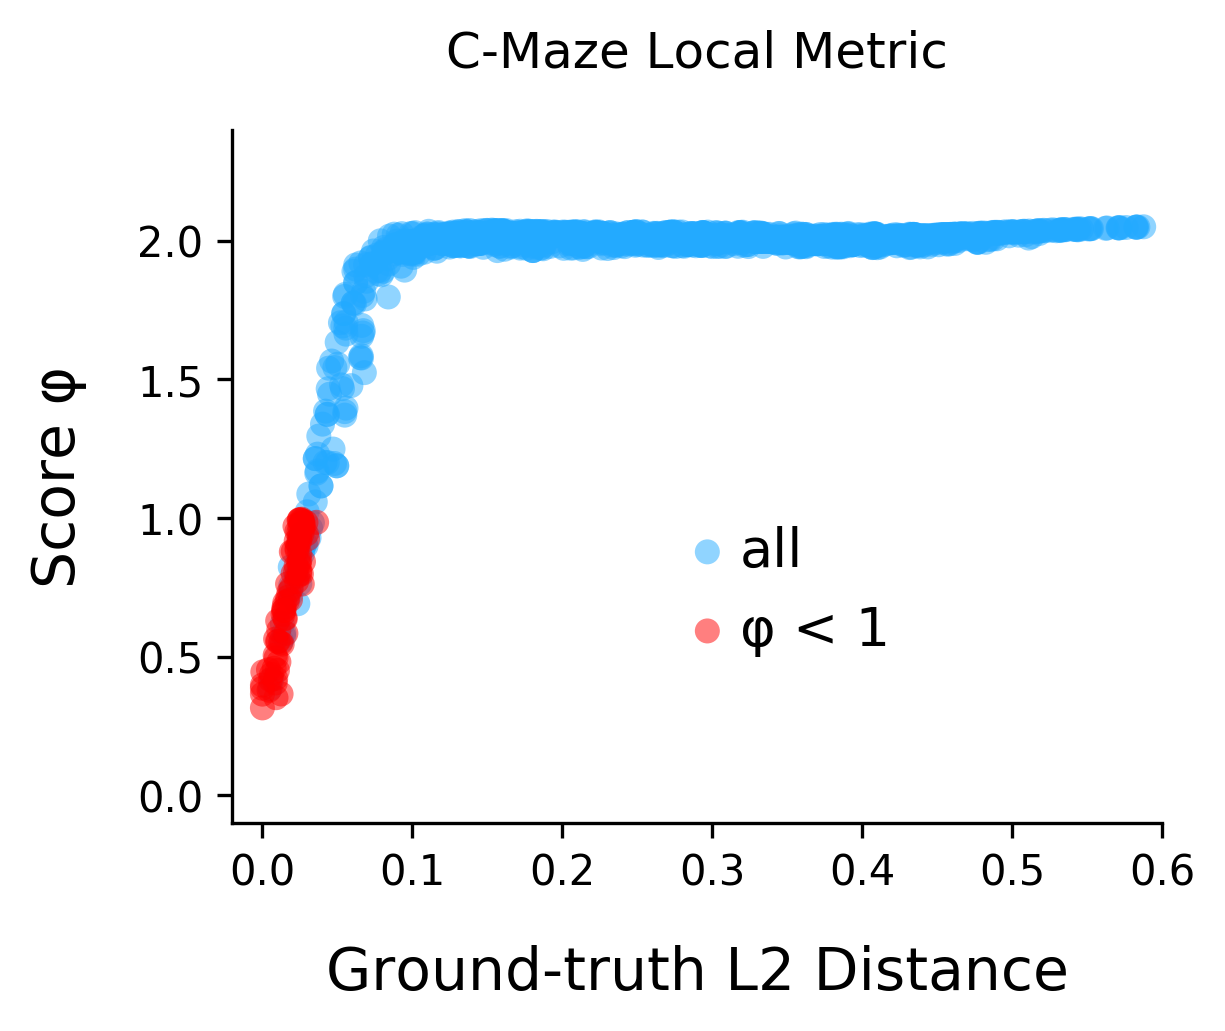 C-Maze Local Metric
Score φ
2.0
1.5
1.0
0.5
0.0
all
φ < 1
0.0 0.1 0.2 0.3 0.4 0.5 0.6
Ground-truth L2 Distance